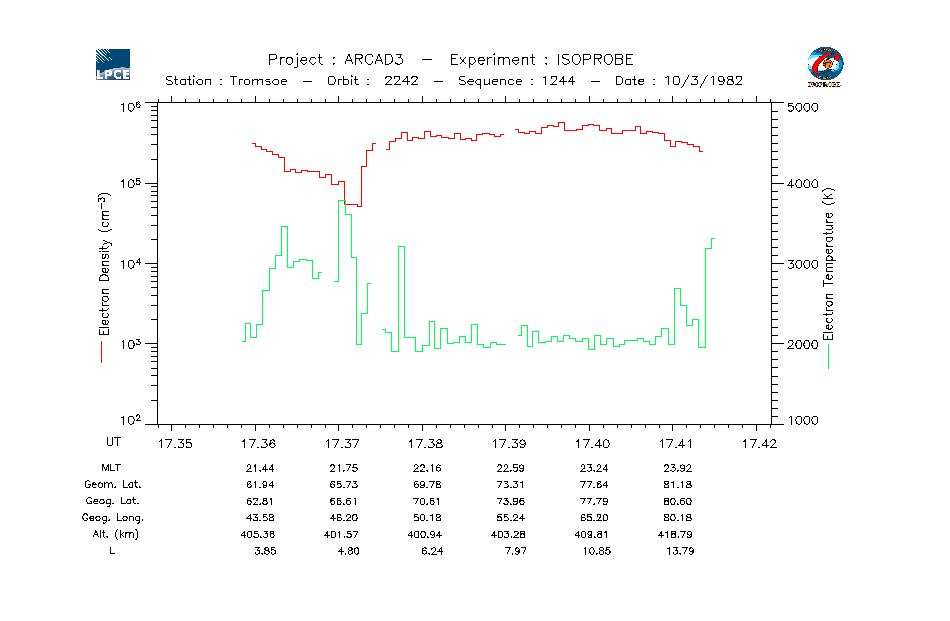 LPCE
Project : ARCAD3 – Experiment : ISOPROBE
ISOPROBE
Station : Tromsoe – Orbit : 2242 – Sequence : 1244 – Date : 10/3/1982
10⁶ 5000
10⁵ 4000
10⁴ 3000
10³ 2000
10² 1000
Electron Density (cm⁻³)
Electron Temperature (K)
UT 17.35 17.36 17.37 17.38 17.39 17.40 17.41 17.42
MLT 21.44 21.75 22.16 22.59 23.24 23.92
Geom. Lat. 61.94 65.73 69.78 73.31 77.64 81.18
Geog. Lat. 62.81 66.61 70.61 73.96 77.79 80.60
Geog. Long. 43.58 46.20 50.18 55.24 65.20 80.18
Alt. (km) 405.36 401.57 400.94 403.28 409.81 418.79
L 3.85 4.80 6.24 7.97 10.85 13.79